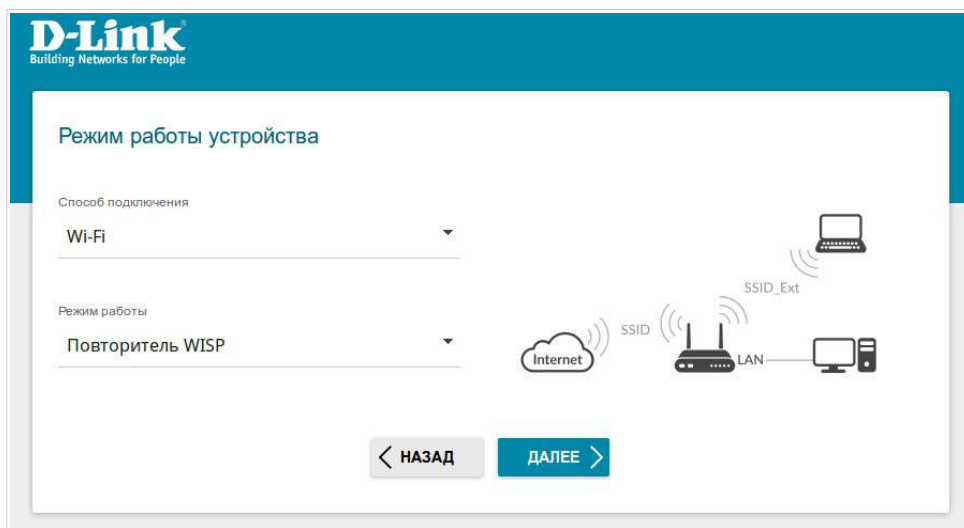 D-Link
Building Networks for People
Режим работы устройства
Способ подключения
Wi-Fi
Режим работы
Повторитель WISP
SSID_Ext
SSID
Internet
LAN
НАЗАД
ДАЛЕЕ